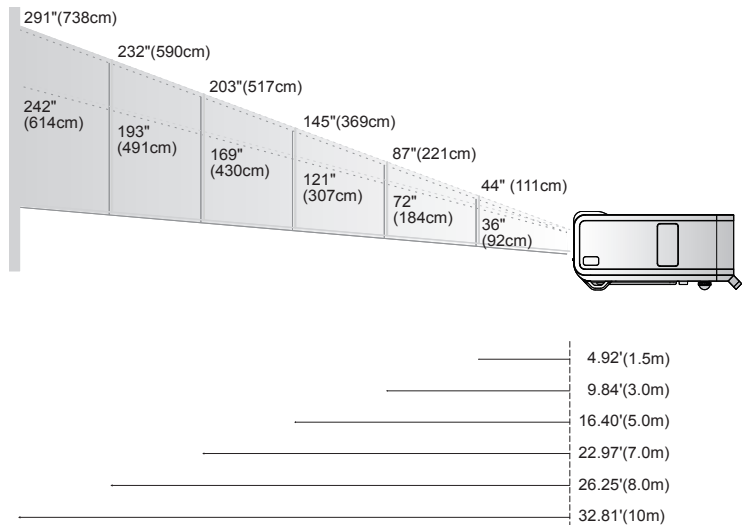 291"(738cm)
232"(590cm)
203"(517cm)
145"(369cm)
87"(221cm)
44" (111cm)
242"
(614cm)
193"
(491cm)
169"
(430cm)
121"
(307cm)
72"
(184cm)
36"
(92cm)
4.92'(1.5m)
9.84'(3.0m)
16.40'(5.0m)
22.97'(7.0m)
26.25'(8.0m)
32.81'(10m)